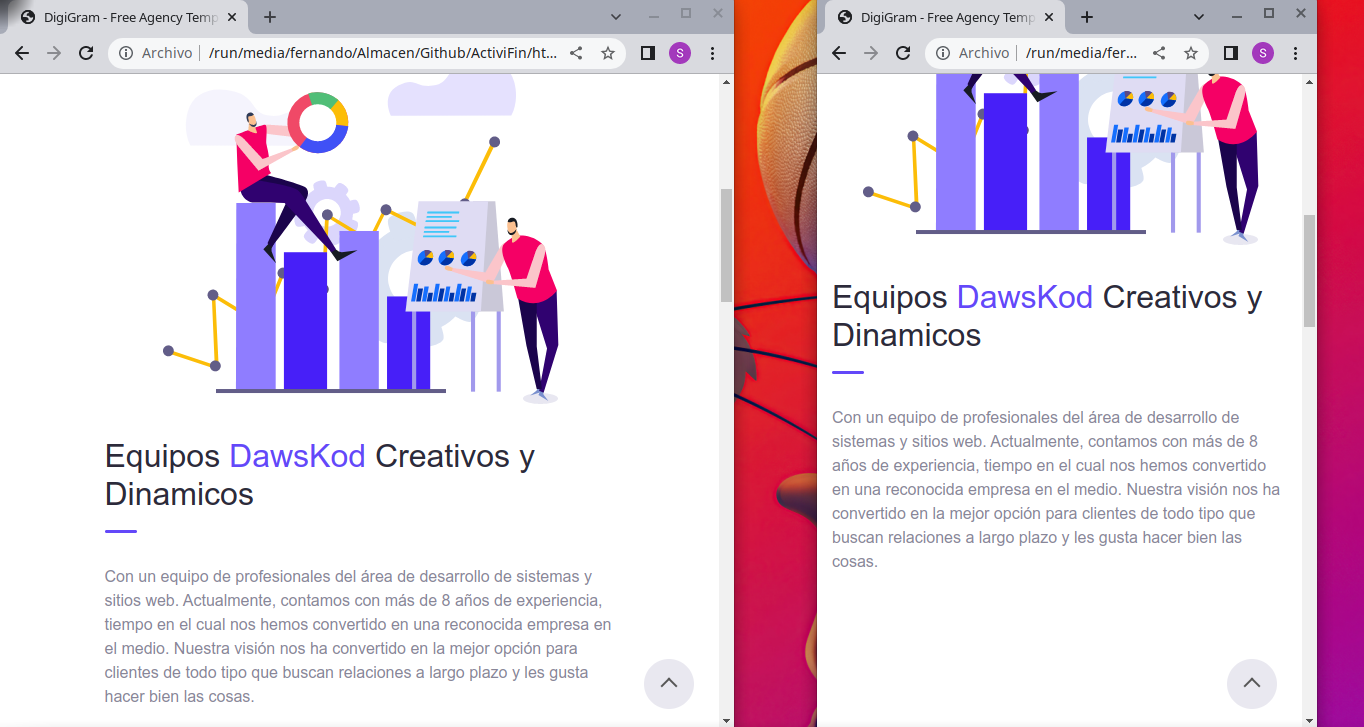 DigiGram - Free Agency Temp
Archivo
/run/media/fernando/Almacen/Github/ActiviFin/ht...
S
Equipos DawsKod Creativos y
Dinamicos
Con un equipo de profesionales del área de desarrollo de sistemas y
sitios web. Actualmente, contamos con más de 8 años de experiencia,
tiempo en el cual nos hemos convertido en una reconocida empresa en
el medio. Nuestra visión nos ha convertido en la mejor opción para
clientes de todo tipo que buscan relaciones a largo plazo y les gusta
hacer bien las cosas.
DigiGram - Free Agency Temp
Archivo
/run/media/fer...
S
Equipos DawsKod Creativos y
Dinamicos
Con un equipo de profesionales del área de desarrollo de
sistemas y sitios web. Actualmente, contamos con más de 8
años de experiencia, tiempo en el cual nos hemos convertido
en una reconocida empresa en el medio. Nuestra visión nos ha
convertido en la mejor opción para clientes de todo tipo que
buscan relaciones a largo plazo y les gusta hacer bien las
cosas.